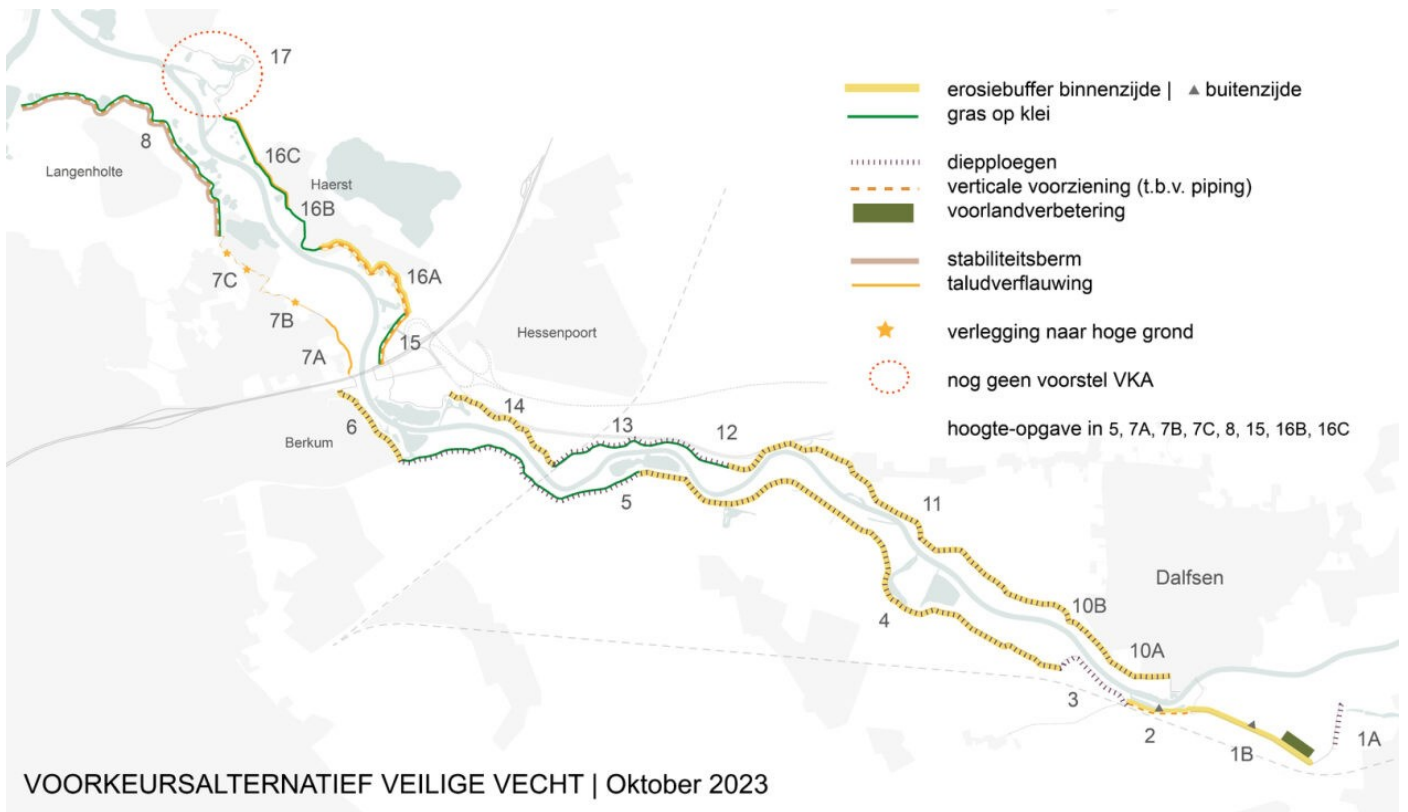 17
erosiebuffer binnenzijde | ▲ buitenzijde
gras op klei
8
16C
diepploegen
Langenholte
Haerst
verticale voorziening (t.b.v. piping)
16B
voorlandverbetering
stabiliteitsberm
7C
16A
taludverflauwing
7B
Hessenpoort
verlegging naar hoge grond
7A
15
nog geen voorstel VKA
6
14
13
12
hoogte-opgave in 5, 7A, 7B, 7C, 8, 15, 16B, 16C
Berkum
5
11
Dalfsen
10B
4
10A
3
2
1B
1A
VOORKEURSALTERNATIEF VEILIGE VECHT | Oktober 2023